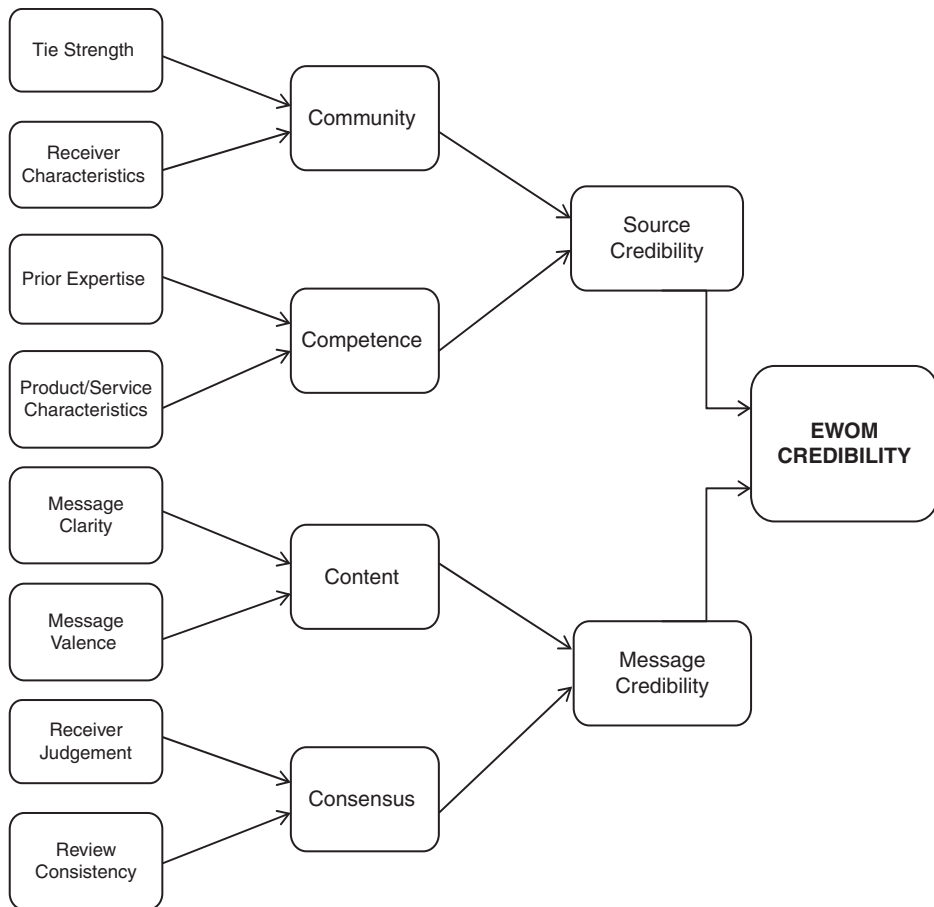 Tie Strength
Receiver
Characteristics
Prior Expertise
Product/Service
Characteristics
Message
Clarity
Message
Valence
Receiver
Judgement
Review
Consistency
Community
Competence
Content
Consensus
Source
Credibility
Message
Credibility
EWOM
CREDIBILITY